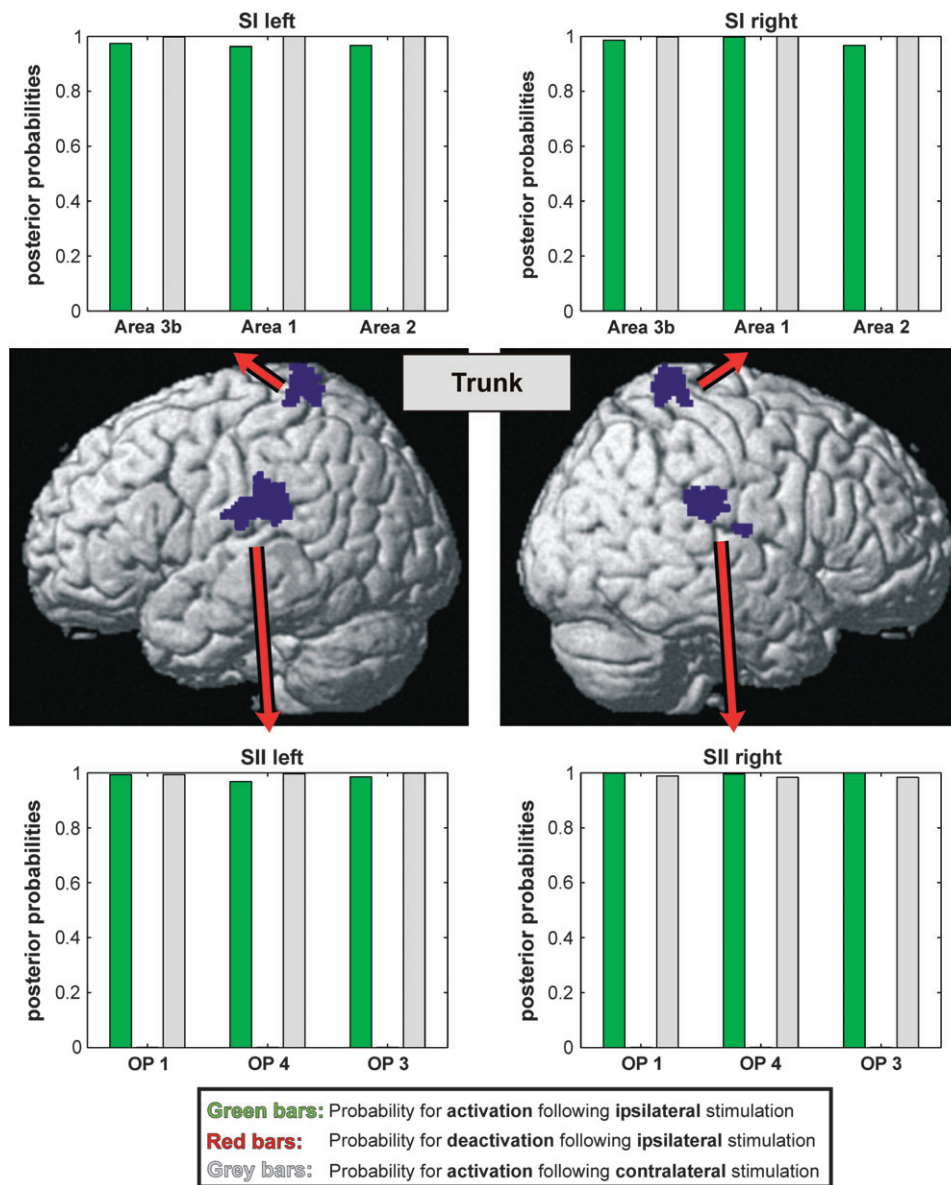 SI left
posterior probabilities
1
0.8
0.6
0.4
0.2
0
Area 3b Area 1 Area 2
SI right
posterior probabilities
1
0.8
0.6
0.4
0.2
0
Area 3b Area 1 Area 2
Trunk
SII left
posterior probabilities
1
0.8
0.6
0.4
0.2
0
OP 1 OP 4 OP 3
SII right
posterior probabilities
1
0.8
0.6
0.4
0.2
0
OP 1 OP 4 OP 3
Green bars: Probability for activation following ipsilateral stimulation
Red bars: Probability for deactivation following ipsilateral stimulation
Grey bars: Probability for activation following contralateral stimulation